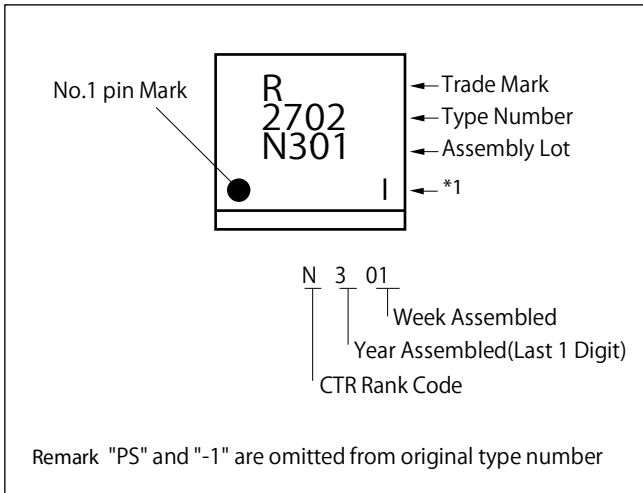 No.1 pin Mark
R
2702
N301
I
Trade Mark
Type Number
Assembly Lot
*1
N 3 01
Week Assembled
Year Assembled(Last 1 Digit)
CTR Rank Code
Remark "PS" and "-1" are omitted from original type number